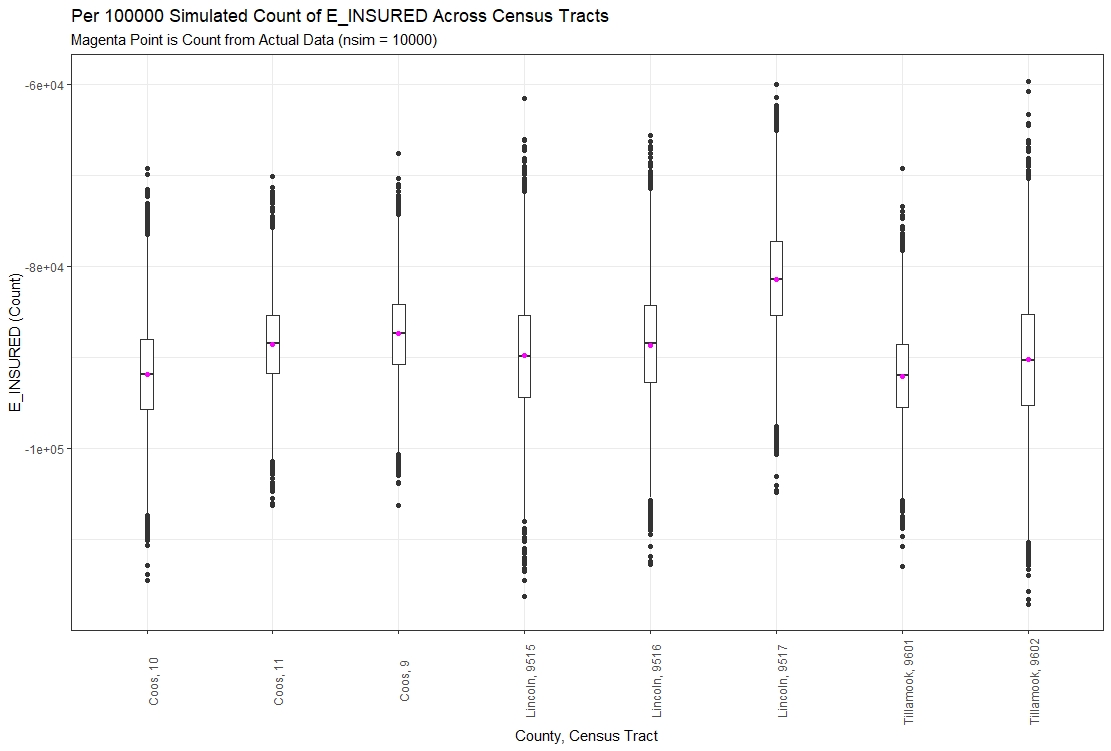 Per 100000 Simulated Count of E_INSURED Across Census Tracts
Magenta Point is Count from Actual Data (nsim = 10000)
E_INSURED (Count)
-6e+04
-8e+04
-1e+05
Coos, 10
Coos, 11
Coos, 9
Lincoln, 9515
Lincoln, 9516
Lincoln, 9517
Tillamook, 9601
Tillamook, 9602
County, Census Tract